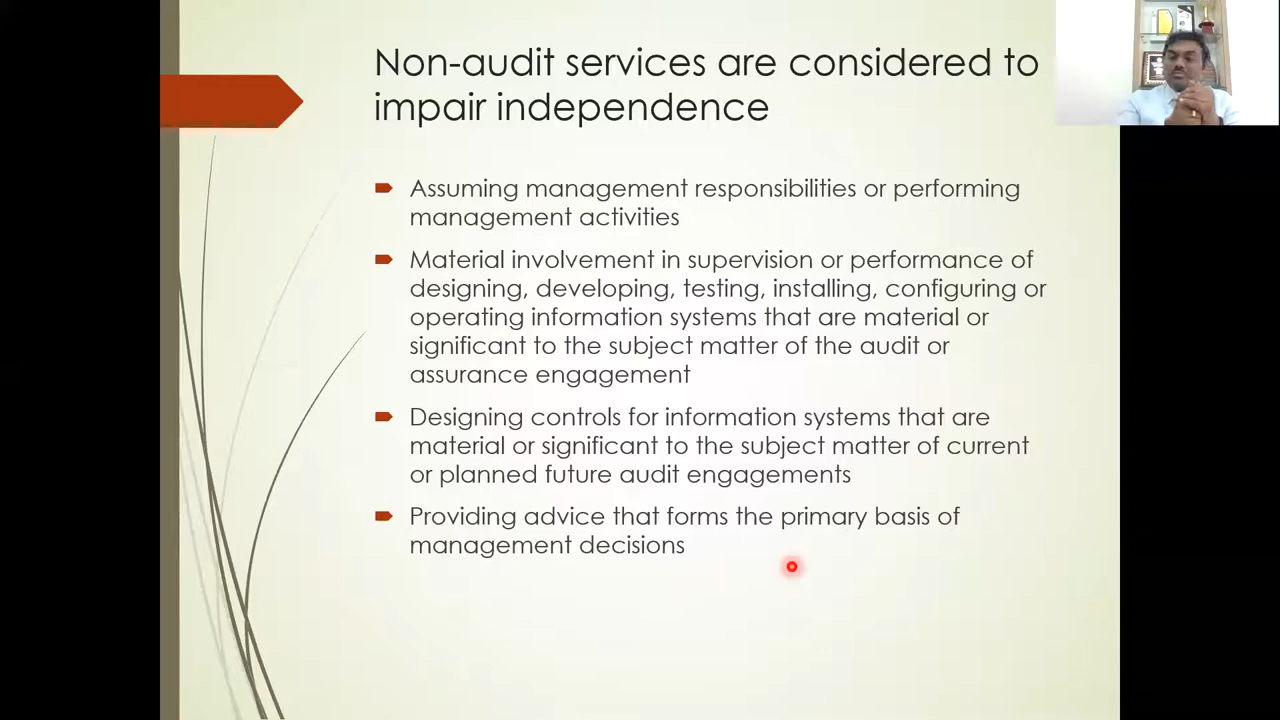 Non-audit services are considered to
impair independence
Assuming management responsibilities or performing
management activities
Material involvement in supervision or performance of
designing, developing, testing, installing, configuring or
operating information systems that are material or
significant to the subject matter of the audit or
assurance engagement
Designing controls for information systems that are
material or significant to the subject matter of current
or planned future audit engagements
Providing advice that forms the primary basis of
management decisions